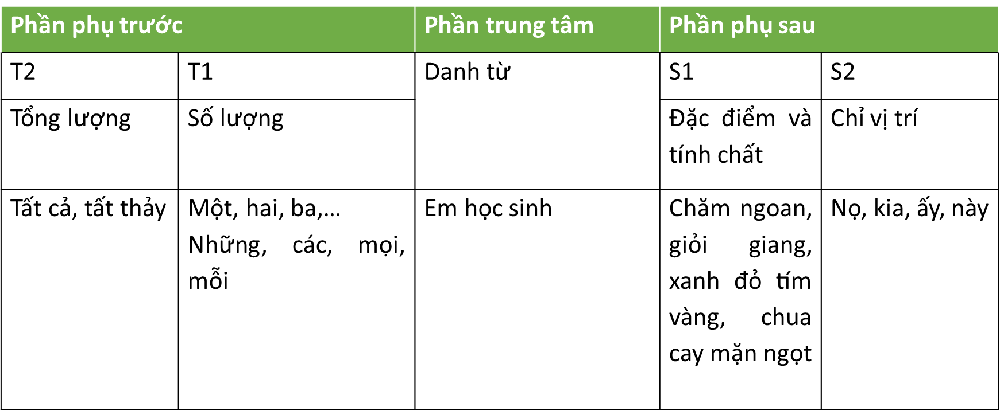 Phần phụ trước
Phần trung tâm
Phần phụ sau
T2
T1
Danh từ
S1
S2
Tổng lượng
Số lượng
Đặc điểm và
tính chất
Chỉ vị trí
Tất cả, tất thảy
Một, hai, ba,...
Những, các, mọi,
mỗi
Em học sinh
Chăm ngoan,
giỏi giang,
xanh đỏ tím
vàng, chua
cay mặn ngọt
Nọ, kia, ấy, này